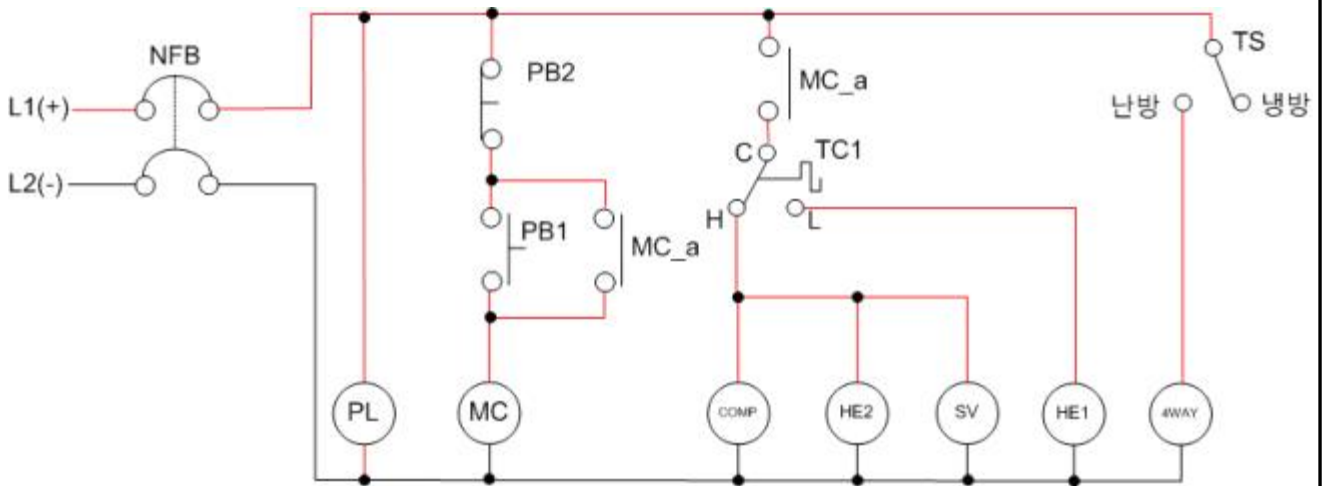 NFB
L1(+)
L2(-)
PB2
PB1
MC_a
MC_a
C
TC1
H
L
TS
난방
냉방
PL
MC
COMP
HE2
SV
HE1
4WAY